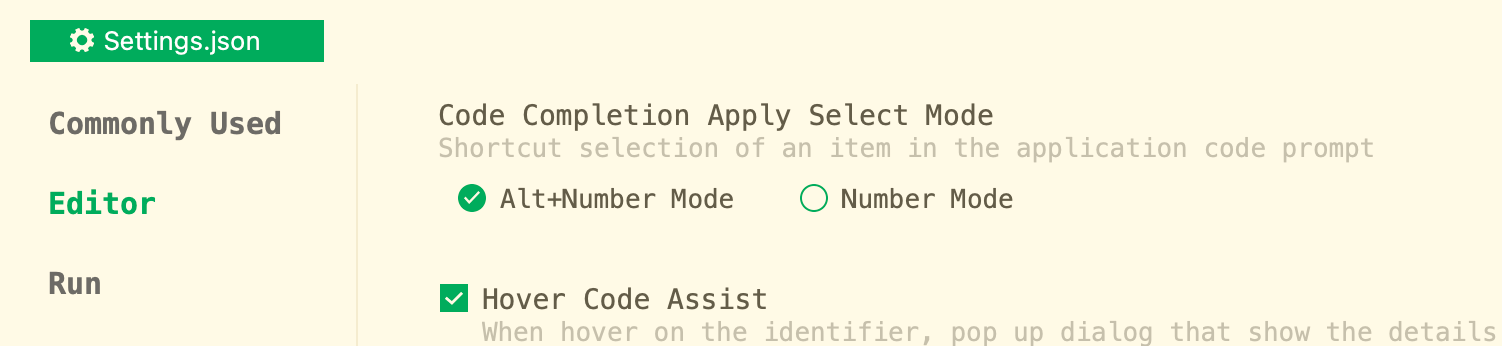 Settings.json
Commonly Used
Editor
Run
Code Completion Apply Select Mode
Shortcut selection of an item in the application code prompt
Alt+Number Mode Number Mode
Hover Code Assist
When hover on the identifier, pop up dialog that show the details